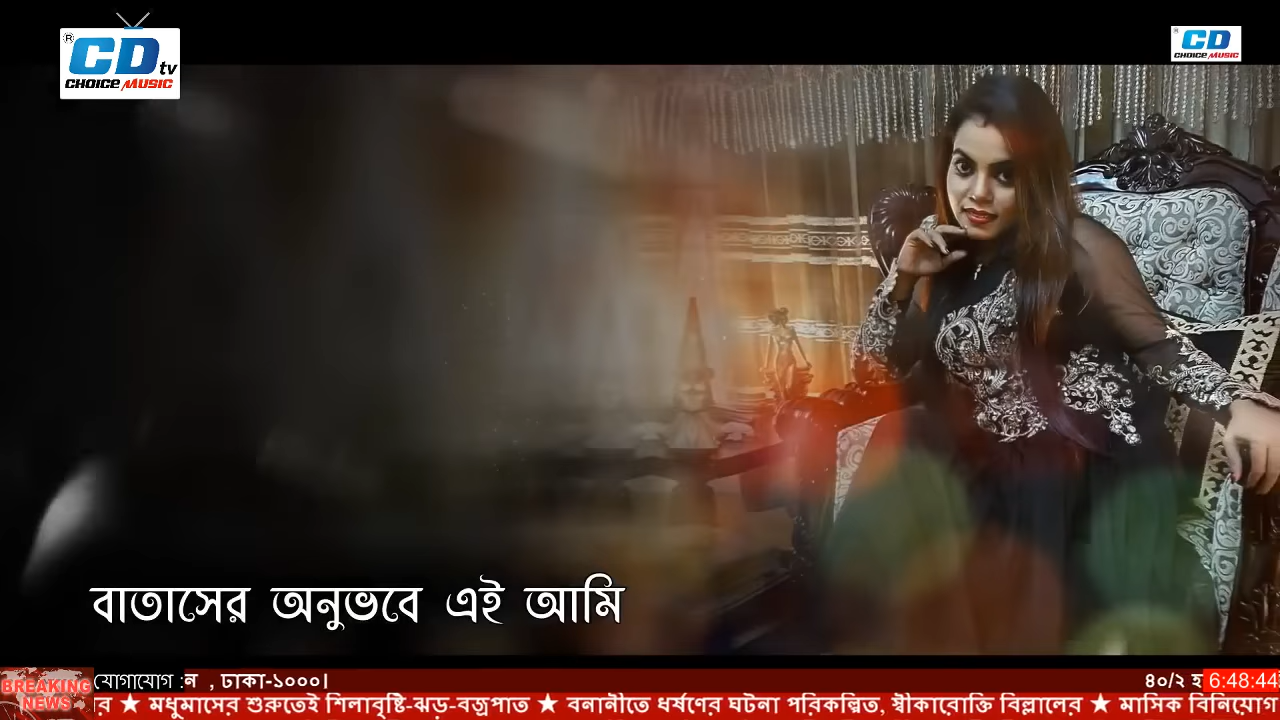 CD tv
CHOICE MUSIC
CD
CHOICE MUSIC
বাতাসের অনুভবে এই আমি
BREAKING NEWS
যোগাযোগ : ন , ঢাকা-১০০০। ৪০/২ হ 6:48:44
র ★ মধুমাসের শুরুতেই শিলাবৃষ্টি-ঝড়-বজ্রপাত ★ বনানীতে ধর্ষণের ঘটনা পরিকল্পিত, স্বীকারোক্তি বিল্লালের ★ মাসিক বিনিয়োগ